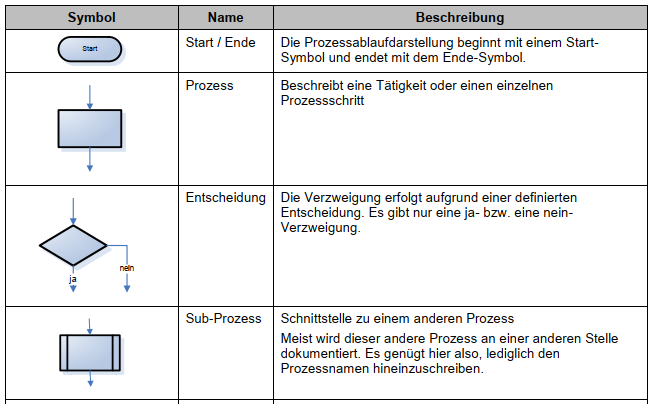 Symbol Name Beschreibung
Start Start / Ende Die Prozessablaufdarstellung beginnt mit einem Start-
Symbol und endet mit dem Ende-Symbol.
Prozess Beschreibt eine Tätigkeit oder einen einzelnen
Prozessschritt
Entscheidung Die Verzweigung erfolgt aufgrund einer definierten
Entscheidung. Es gibt nur eine ja- bzw. eine nein-
Verzweigung.
nein
ja
Sub-Prozess Schnittstelle zu einem anderen Prozess
Meist wird dieser andere Prozess an einer anderen Stelle
dokumentiert. Es genügt hier also, lediglich den
Prozessnamen hineinzuschreiben.